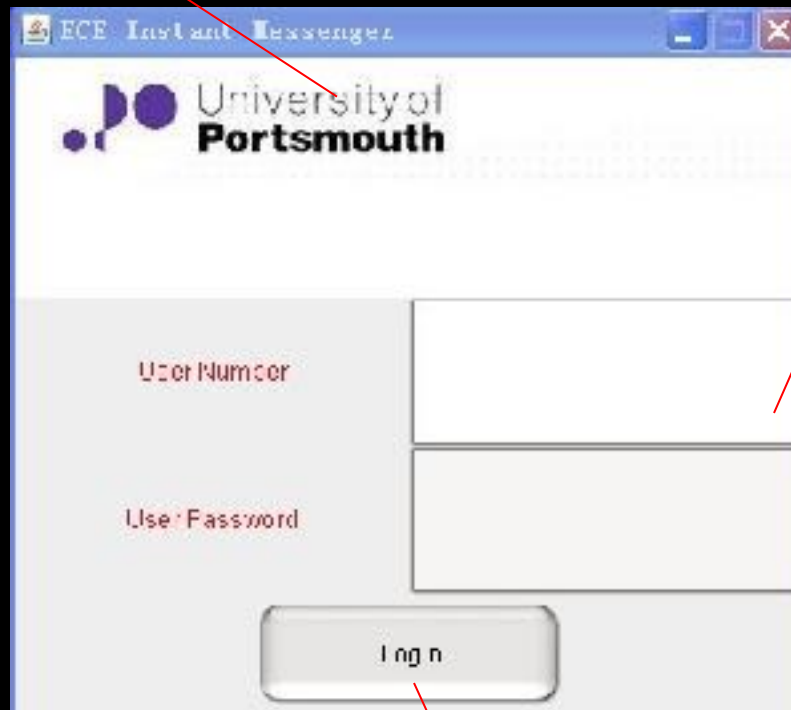 ECE Instant Messenger
University of
Portsmouth
User Number
User Password
Login